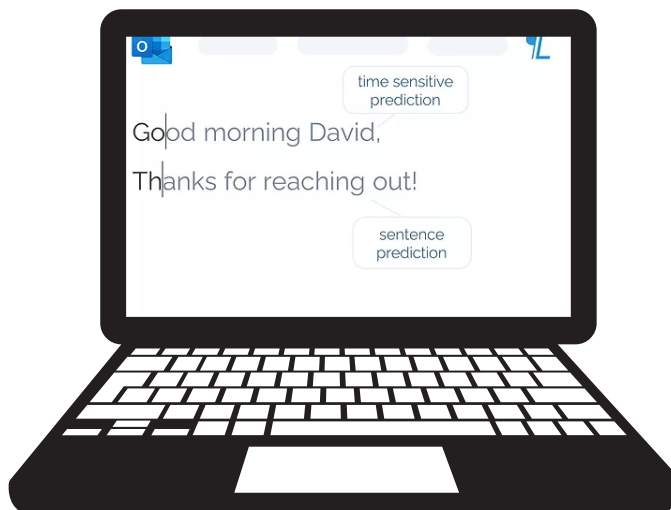 O
time sensitive
prediction
Good morning David,
Thanks for reaching out!
sentence
prediction